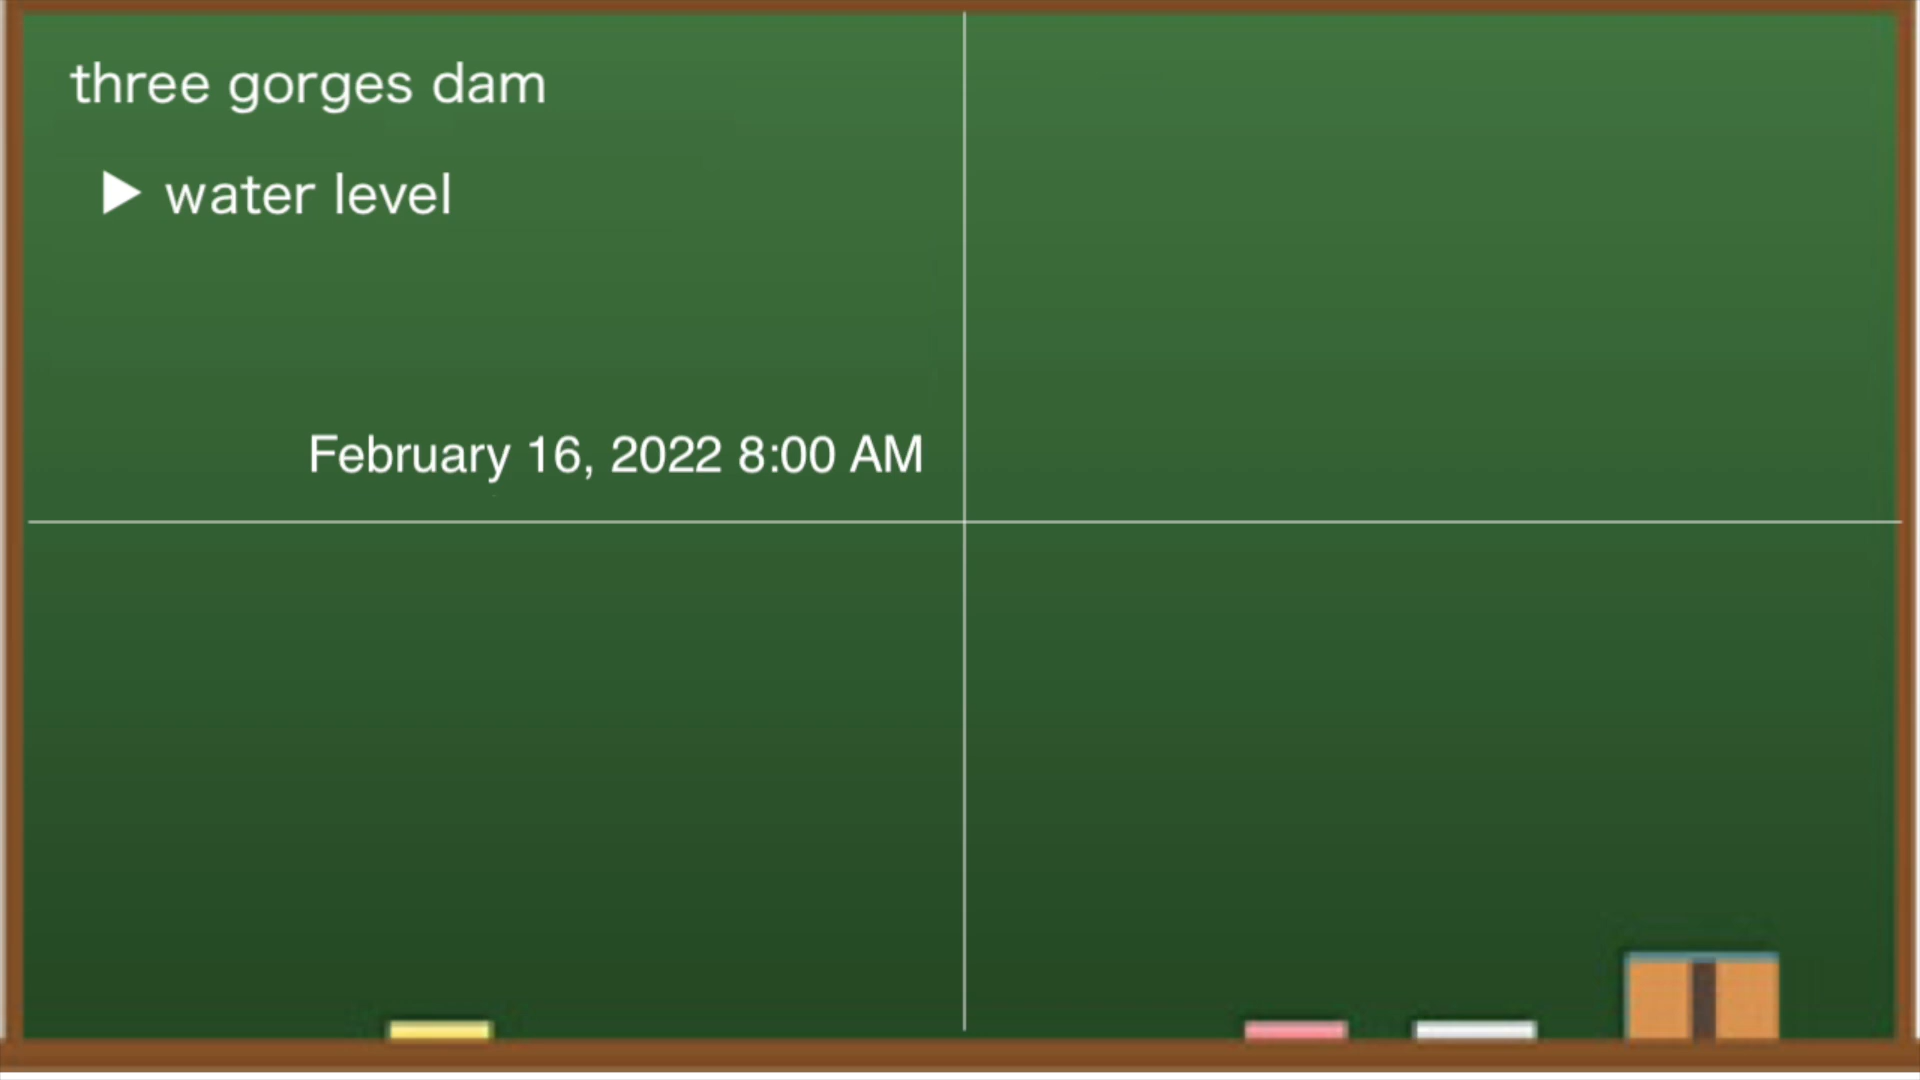 three gorges dam
▶ water level
February 16, 2022 8:00 AM